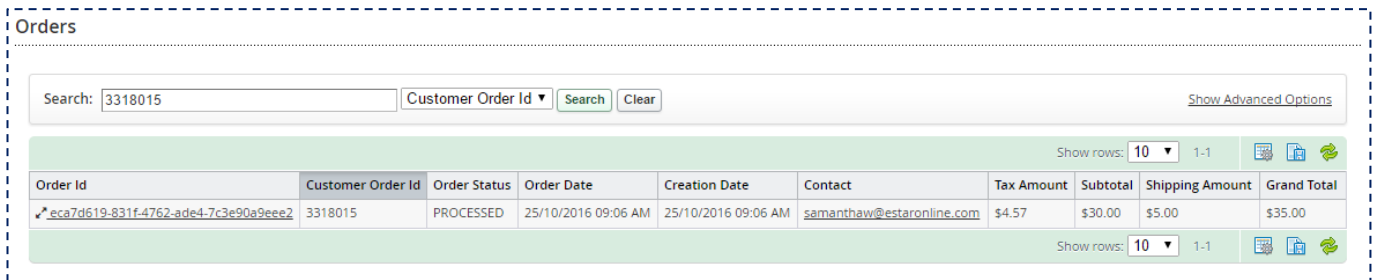 Orders
Search: 3318015 Customer Order Id Search Clear Show Advanced Options
Show rows: 10 1-1
Order Id Customer Order Id Order Status Order Date Creation Date Contact Tax Amount Subtotal Shipping Amount Grand Total
eca7d619-831f-4762-ade4-7c3e90a9eee2 3318015 PROCESSED 25/10/2016 09:06 AM 25/10/2016 09:06 AM samanthaw@estaronline.com $4.57 $30.00 $5.00 $35.00
Show rows: 10 1-1